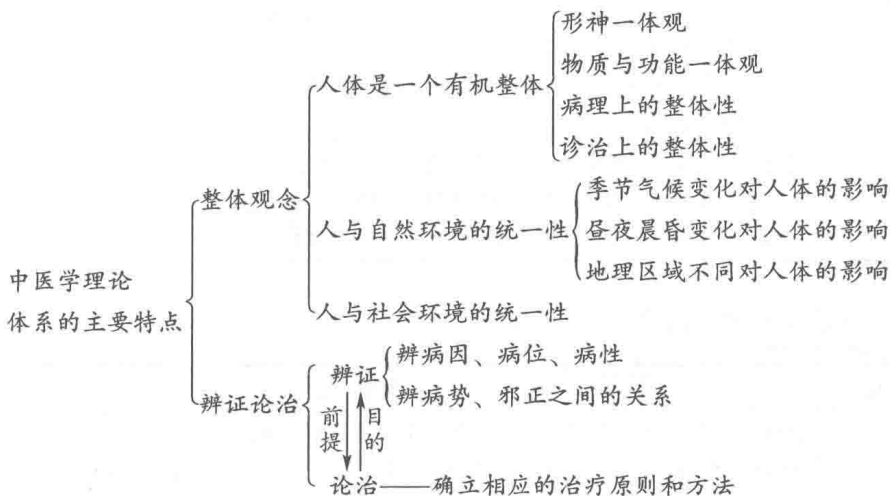 形神一体观
物质与功能一体观
人体是一个有机整体
病理上的整体性
诊治上的整体性
季节气候变化对人体的影响
整体观念
人与自然环境的统一性
昼夜晨昏变化对人体的影响
地理区域不同对人体的影响
中医学理论
体系的主要特点
人与社会环境的统一性
辨病因、病位、病性
辨证
辨病势、邪正之间的关系
辨证论治
前提
目的
论治——确立相应的治疗原则和方法